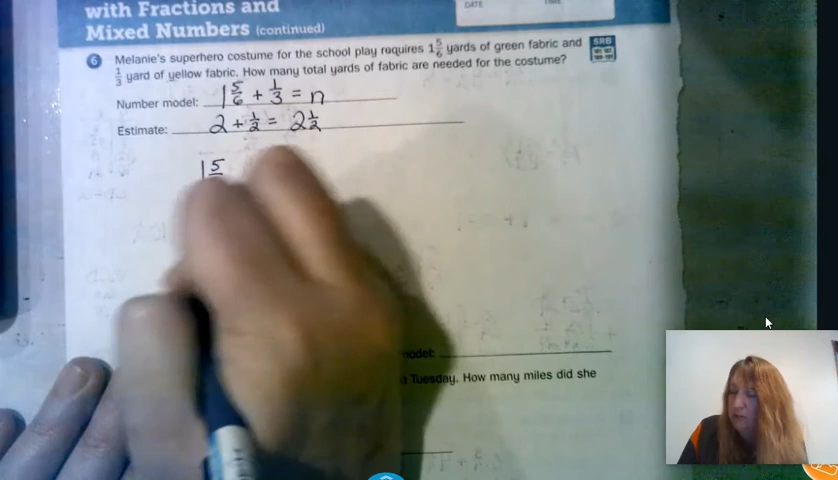 with Fractions and
DATE
Mixed Numbers (continued)
6 Melanie's superhero costume for the school play requires 1 5/6 yards of green fabric and
1/3 yard of yellow fabric. How many total yards of fabric are needed for the costume?
SRB
Number model: 1 5/6 + 1/3 = n
Estimate: 2 + 1/2 = 2 1/2
1 5
model:
Tuesday. How many miles did she